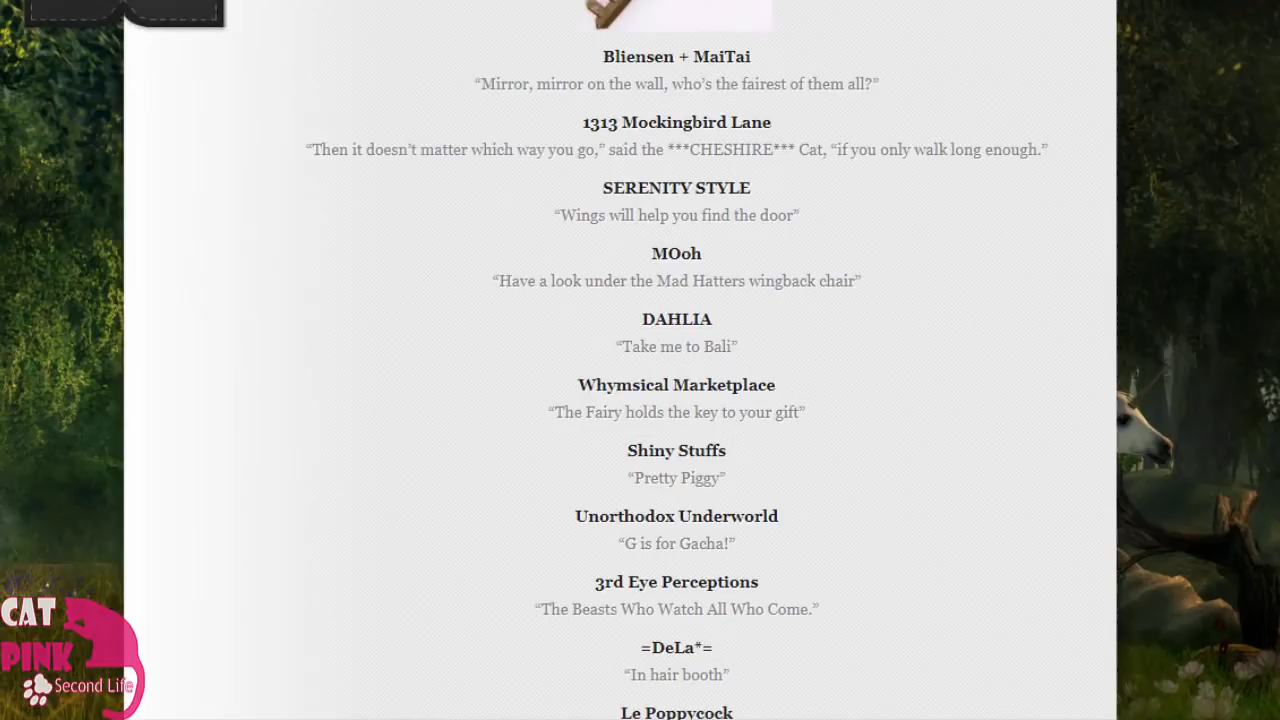 Bliensen + MaiTai
“Mirror, mirror on the wall, who’s the fairest of them all?”
1313 Mockingbird Lane
“Then it doesn’t matter which way you go,” said the ***CHESHIRE*** Cat, “if you only walk long enough.”
SERENITY STYLE
“Wings will help you find the door”
MOoh
“Have a look under the Mad Hatters wingback chair”
DAHLIA
“Take me to Bali”
Whymsical Marketplace
“The Fairy holds the key to your gift”
Shiny Stuffs
“Pretty Piggy”
Unorthodox Underworld
“G is for Gacha!”
3rd Eye Perceptions
“The Beasts Who Watch All Who Come.”
=DeLa*=
“In hair booth”
Le Poppycock
CAT
PINK
Second Life